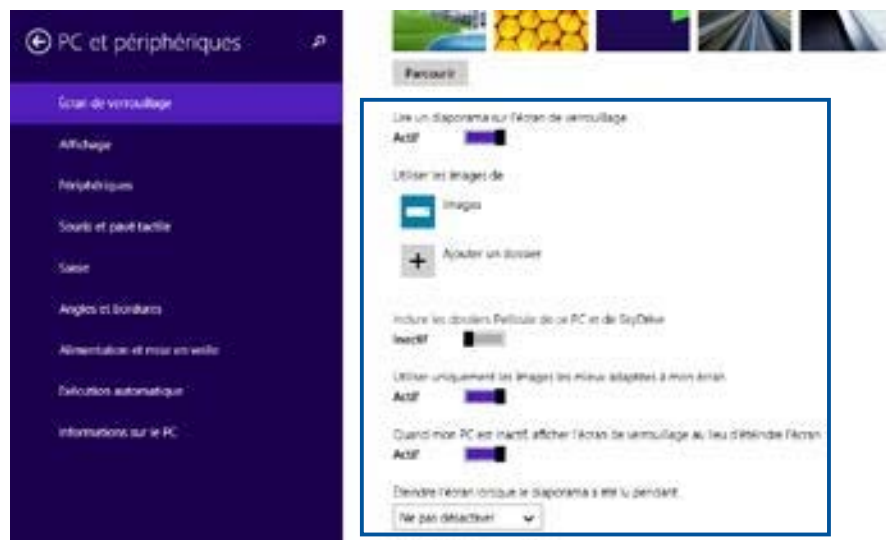 PC et périphériques
Écran de verrouillage
Affichage
Périphériques
Souris et pavé tactile
Saisie
Angles et bordures
Alimentation et mise en veille
Exécution automatique
Informations sur le PC
Parcourir
Lire un diaporama sur l'écran de verrouillage
Actif
Utiliser les images de
Images
Ajouter un dossier
Inclure les dossiers Pellicule de ce PC et de SkyDrive
Inactif
Utiliser uniquement les images les mieux adaptées à mon écran
Actif
Quand mon PC est inactif, afficher l'écran de verrouillage au lieu d'éteindre l'écran
Actif
Éteindre l'écran lorsque le diaporama a été lu pendant
Ne pas désactiver